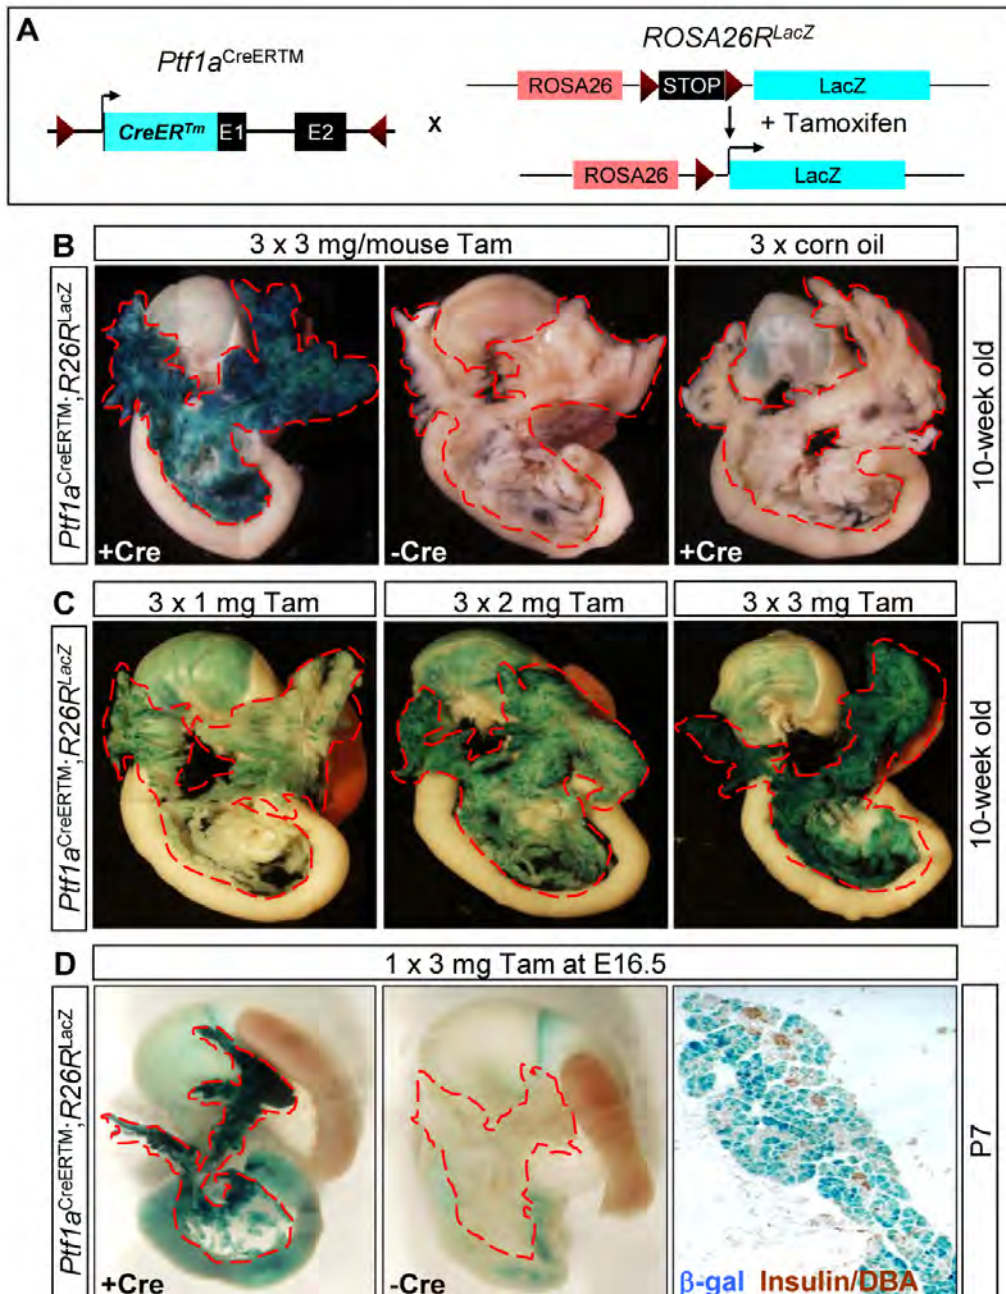 A
Ptf1aCreERTM
ROSA26RLacZ
CreERTm E1 E2
x
ROSA26 STOP LacZ
+ Tamoxifen
ROSA26 LacZ
B
3 x 3 mg/mouse Tam
3 x corn oil
Ptf1aCreERTM;R26RLacZ
+Cre
-Cre
+Cre
10-week old
C
3 x 1 mg Tam
3 x 2 mg Tam
3 x 3 mg Tam
Ptf1aCreERTM;R26RLacZ
10-week old
D
1 x 3 mg Tam at E16.5
Ptf1aCreERTM;R26RLacZ
+Cre
-Cre
β-gal Insulin/DBA
P7